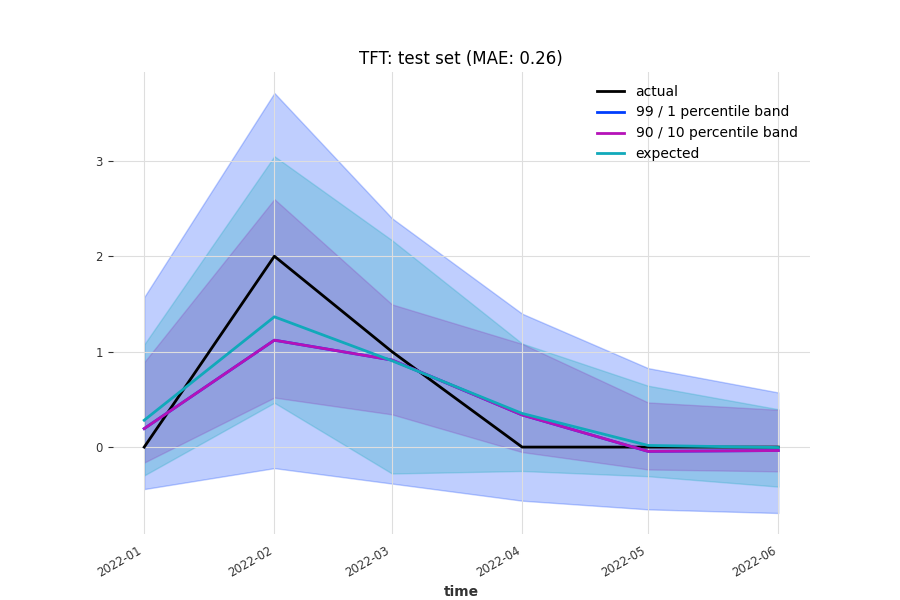 TFT: test set (MAE: 0.26)
actual
99 / 1 percentile band
90 / 10 percentile band
expected
3
2
1
0
2022-01
2022-02
2022-03
2022-04
2022-05
2022-06
time